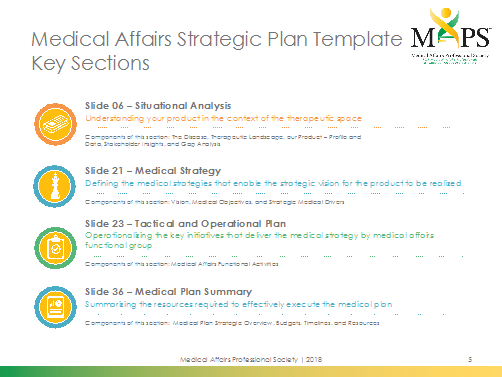 Medical Affairs Strategic Plan Template
Key Sections
MAPS™
Medical Affairs Professional Society
Slide 06 – Situational Analysis
Understanding your product in the context of the therapeutic space
Components of this section: The Disease, Therapeutic Landscape, our Product – Profile and
Data, Stakeholder Insights, and Gap Analysis
Slide 21 – Medical Strategy
Defining the medical strategies that enable the strategic vision for the product to be realized
Components of this section: Vision, Medical Objectives, and Strategic Medical Drivers
Slide 23 – Tactical and Operational Plan
Operationalizing the key initiatives that deliver the medical strategy by medical affairs
functional group
Components of this section: Medical Affairs Functional Activities
Slide 36 – Medical Plan Summary
Summarizing the resources required to effectively execute the medical plan
Components of this section: Medical Plan Strategic Overview, Budgets, Timelines, and Resources
Medical Affairs Professional Society | 2018
5